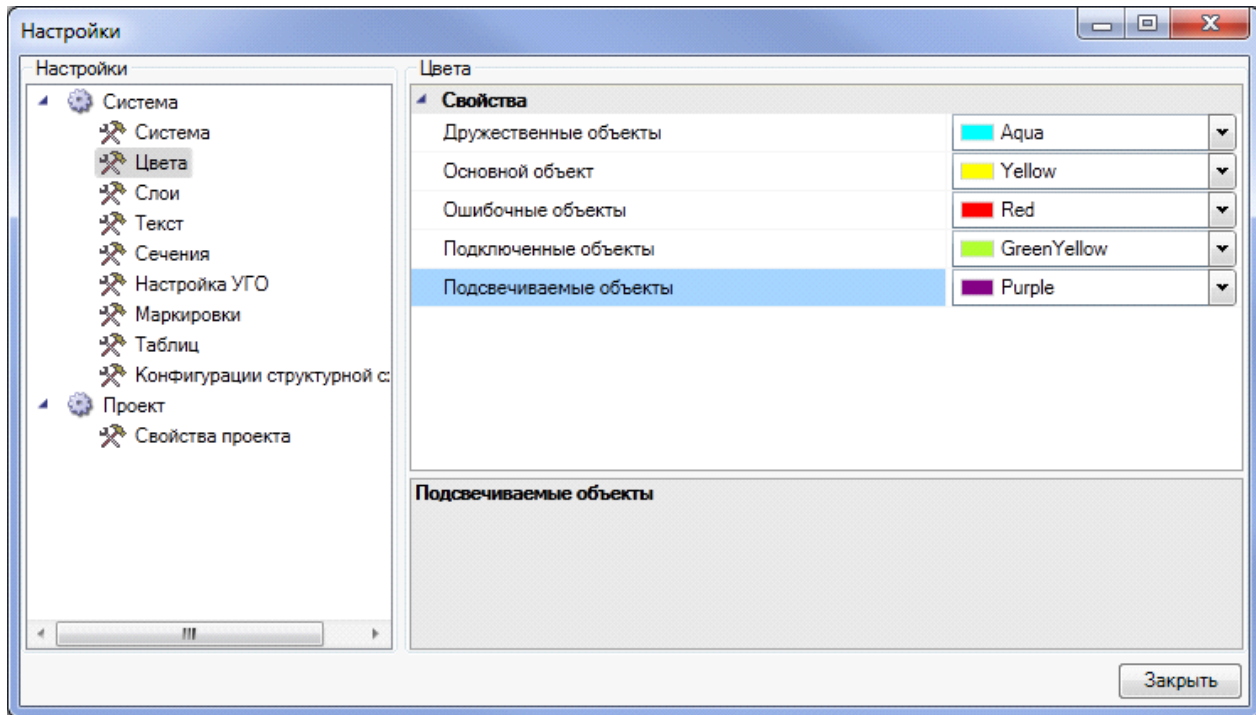 Настройки
Настройки
Система
Система
Цвета
Слои
Текст
Сечения
Настройка УГО
Маркировки
Таблиц
Конфигурации структурной
Проект
Свойства проекта
Цвета
Свойства
Дружественные объекты Aqua
Основной объект Yellow
Ошибочные объекты Red
Подключенные объекты GreenYellow
Подсвечиваемые объекты Purple
Подсвечиваемые объекты
Закрыть